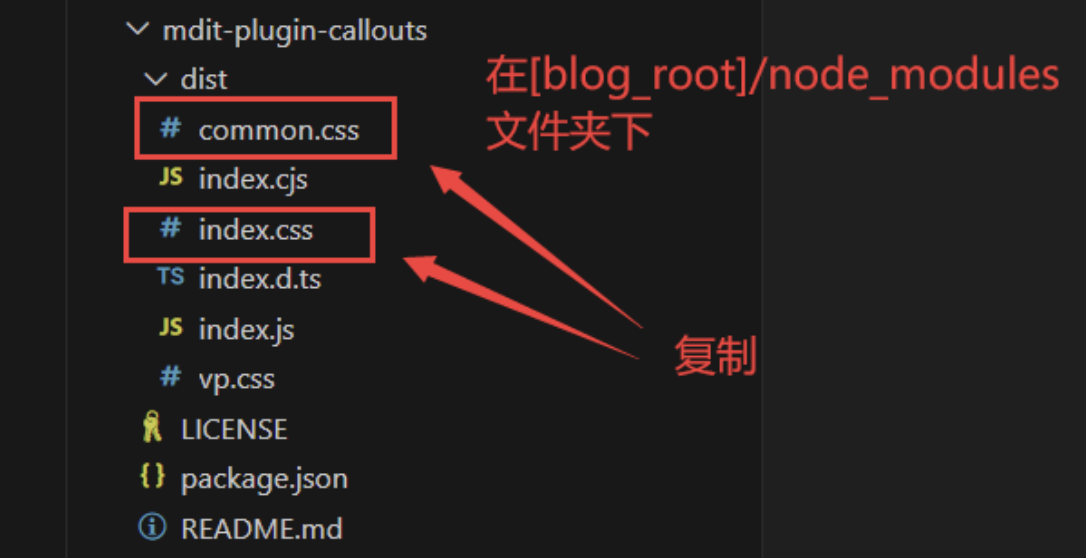 mdit-plugin-callouts
dist
# common.css
JS index.cjs
# index.css
TS index.d.ts
JS index.js
# vp.css
LICENSE
{} package.json
README.md
在[blog_root]/node_modules
文件夹下
复制